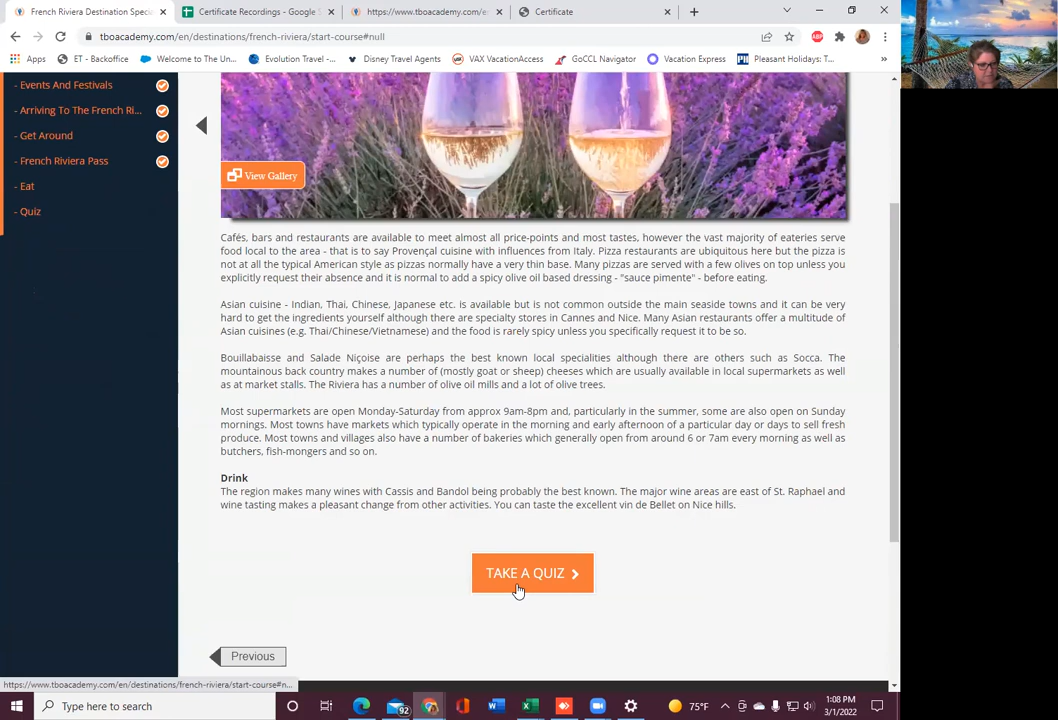 French Riviera Destination Speci
Certificate Recordings - Google S
https://www.tboacademy.com/en/
Certificate
tboacademy.com/en/destinations/french-riviera/start-course#null
ABP
Apps
ET - Backoffice
Welcome to The Un...
Evolution Travel -...
Disney Travel Agents
VAX VacationAccess
GoCCL Navigator
Vacation Express
Pleasant Holidays: T...
- Events And Festivals
- Arriving To The French Ri...
- Get Around
- French Riviera Pass
- Eat
- Quiz
View Gallery
Cafés, bars and restaurants are available to meet almost all price-points and most tastes, however the vast majority of eateries serve
food local to the area - that is to say Provençal cuisine with influences from Italy. Pizza restaurants are ubiquitous here but the pizza is
not at all the typical American style as pizzas normally have a very thin base. Many pizzas are served with a few olives on top unless you
explicitly request their absence and it is normal to add a spicy olive oil based dressing - "sauce pimente" - before eating.
Asian cuisine - Indian, Thai, Chinese, Japanese etc. is available but is not common outside the main seaside towns and it can be very
hard to get the ingredients yourself although there are specialty stores in Cannes and Nice. Many Asian restaurants offer a multitude of
Asian cuisines (e.g. Thai/Chinese/Vietnamese) and the food is rarely spicy unless you specifically request it to be so.
Bouillabaisse and Salade Niçoise are perhaps the best known local specialities although there are others such as Socca. The
mountainous back country makes a number of (mostly goat or sheep) cheeses which are usually available in local supermarkets as well
as at market stalls. The Riviera has a number of olive oil mills and a lot of olive trees.
Most supermarkets are open Monday-Saturday from approx 9am-8pm and, particularly in the summer, some are also open on Sunday
mornings. Most towns have markets which typically operate in the morning and early afternoon of a particular day or days to sell fresh
produce. Most towns and villages also have a number of bakeries which generally open from around 6 or 7am every morning as well as
butchers, fish-mongers and so on.
Drink
The region makes many wines with Cassis and Bandol being probably the best known. The major wine areas are east of St. Raphael and
wine tasting makes a pleasant change from other activities. You can taste the excellent vin de Bellet on Nice hills.
TAKE A QUIZ
Previous
https://www.tboacademy.com/en/destinations/french-riviera/start-course#n...
Type here to search
92
75°F
1:08 PM
3/1/2022